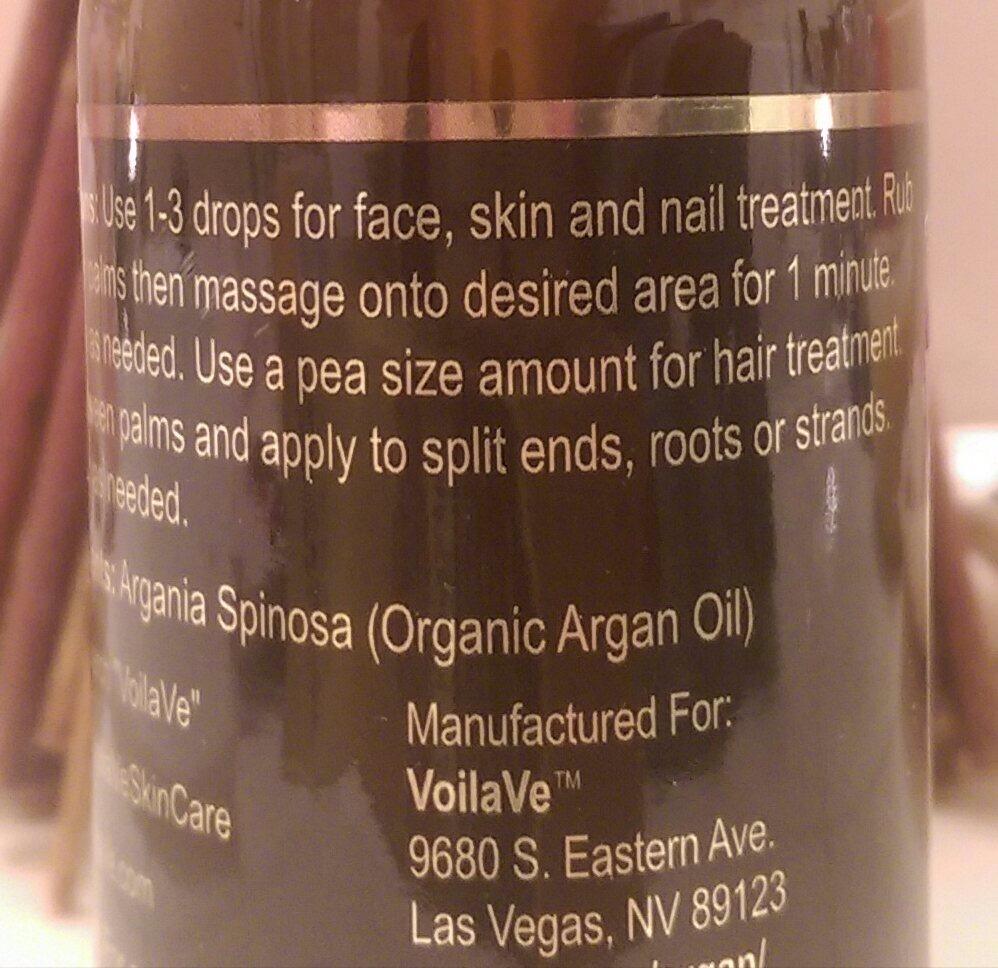 Use 1-3 drops for face, skin and nail treatment. Rub
palms then massage onto desired area for 1 minute.
as needed. Use a pea size amount for hair treatment.
palms and apply to split ends, roots or strands.
needed.
Argania Spinosa (Organic Argan Oil)
"VoilaVe"
Manufactured For:
VoilaVe™
SkinCare
9680 S. Eastern Ave.
.com
Las Vegas, NV 89123